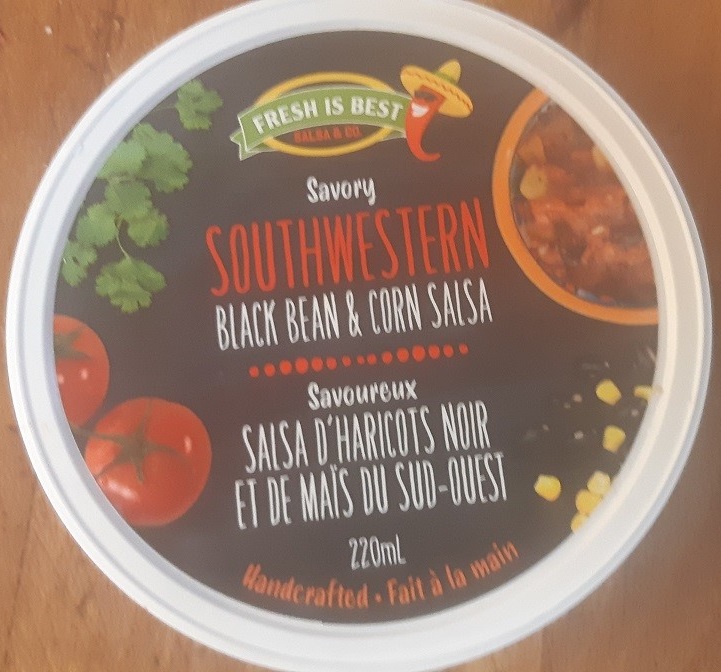 FRESH IS BEST
SALSA & CO.
Savory
SOUTHWESTERN
BLACK BEAN & CORN SALSA
Savoureux
SALSA D'HARICOTS NOIR
ET DE MAÏS DU SUD-OUEST
220mL
Handcrafted • Fait à la main